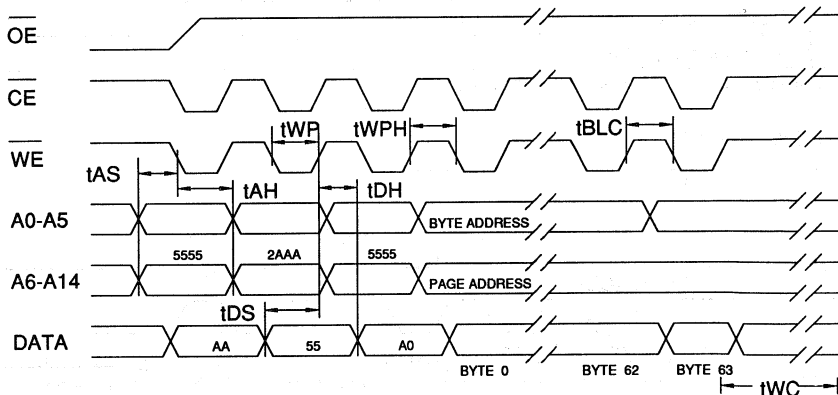 OE
CE
tWP tWPH tBLC
WE
tAS
tAH tDH
A0-A5 BYTE ADDRESS
5555 2AAA 5555
A6-A14 PAGE ADDRESS
tDS
DATA AA 55 A0
BYTE 0 BYTE 62 BYTE 63
tWC